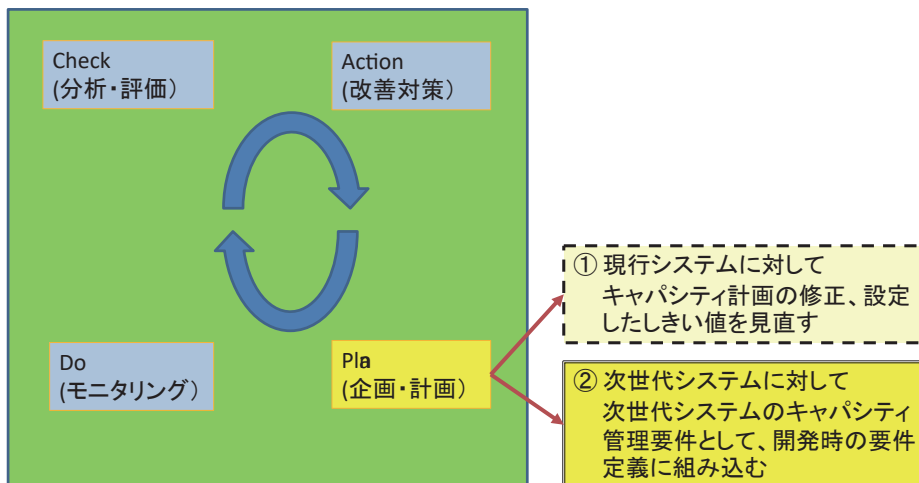 Check
(分析・評価)
Action
(改善対策)
Do
(モニタリング)
Pla
(企画・計画)
① 現行システムに対して
キャパシティ計画の修正、設定
したしきい値を見直す
② 次世代システムに対して
次世代システムのキャパシティ
管理要件として、開発時の要件
定義に組み込む